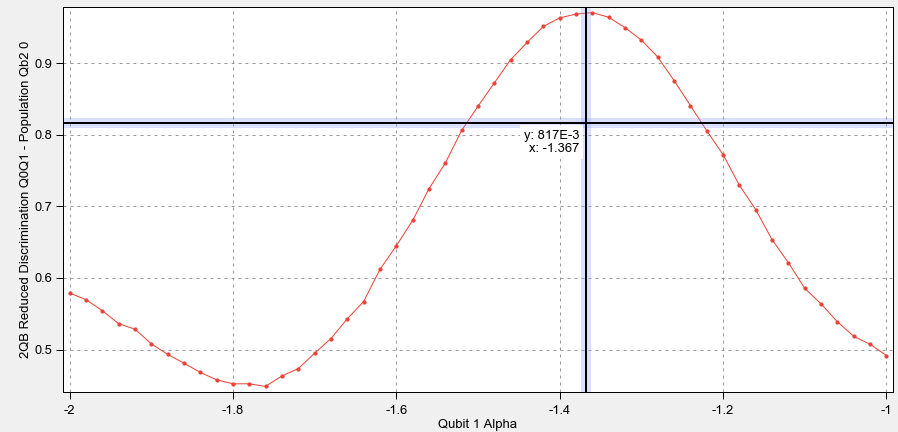 2QB Reduced Discrimination Q0Q1 - Population Qb2 0
0.9
0.8
0.7
0.6
0.5
y: 817E-3
x: -1.367
-2
-1.8
-1.6
-1.4
-1.2
-1
Qubit 1 Alpha